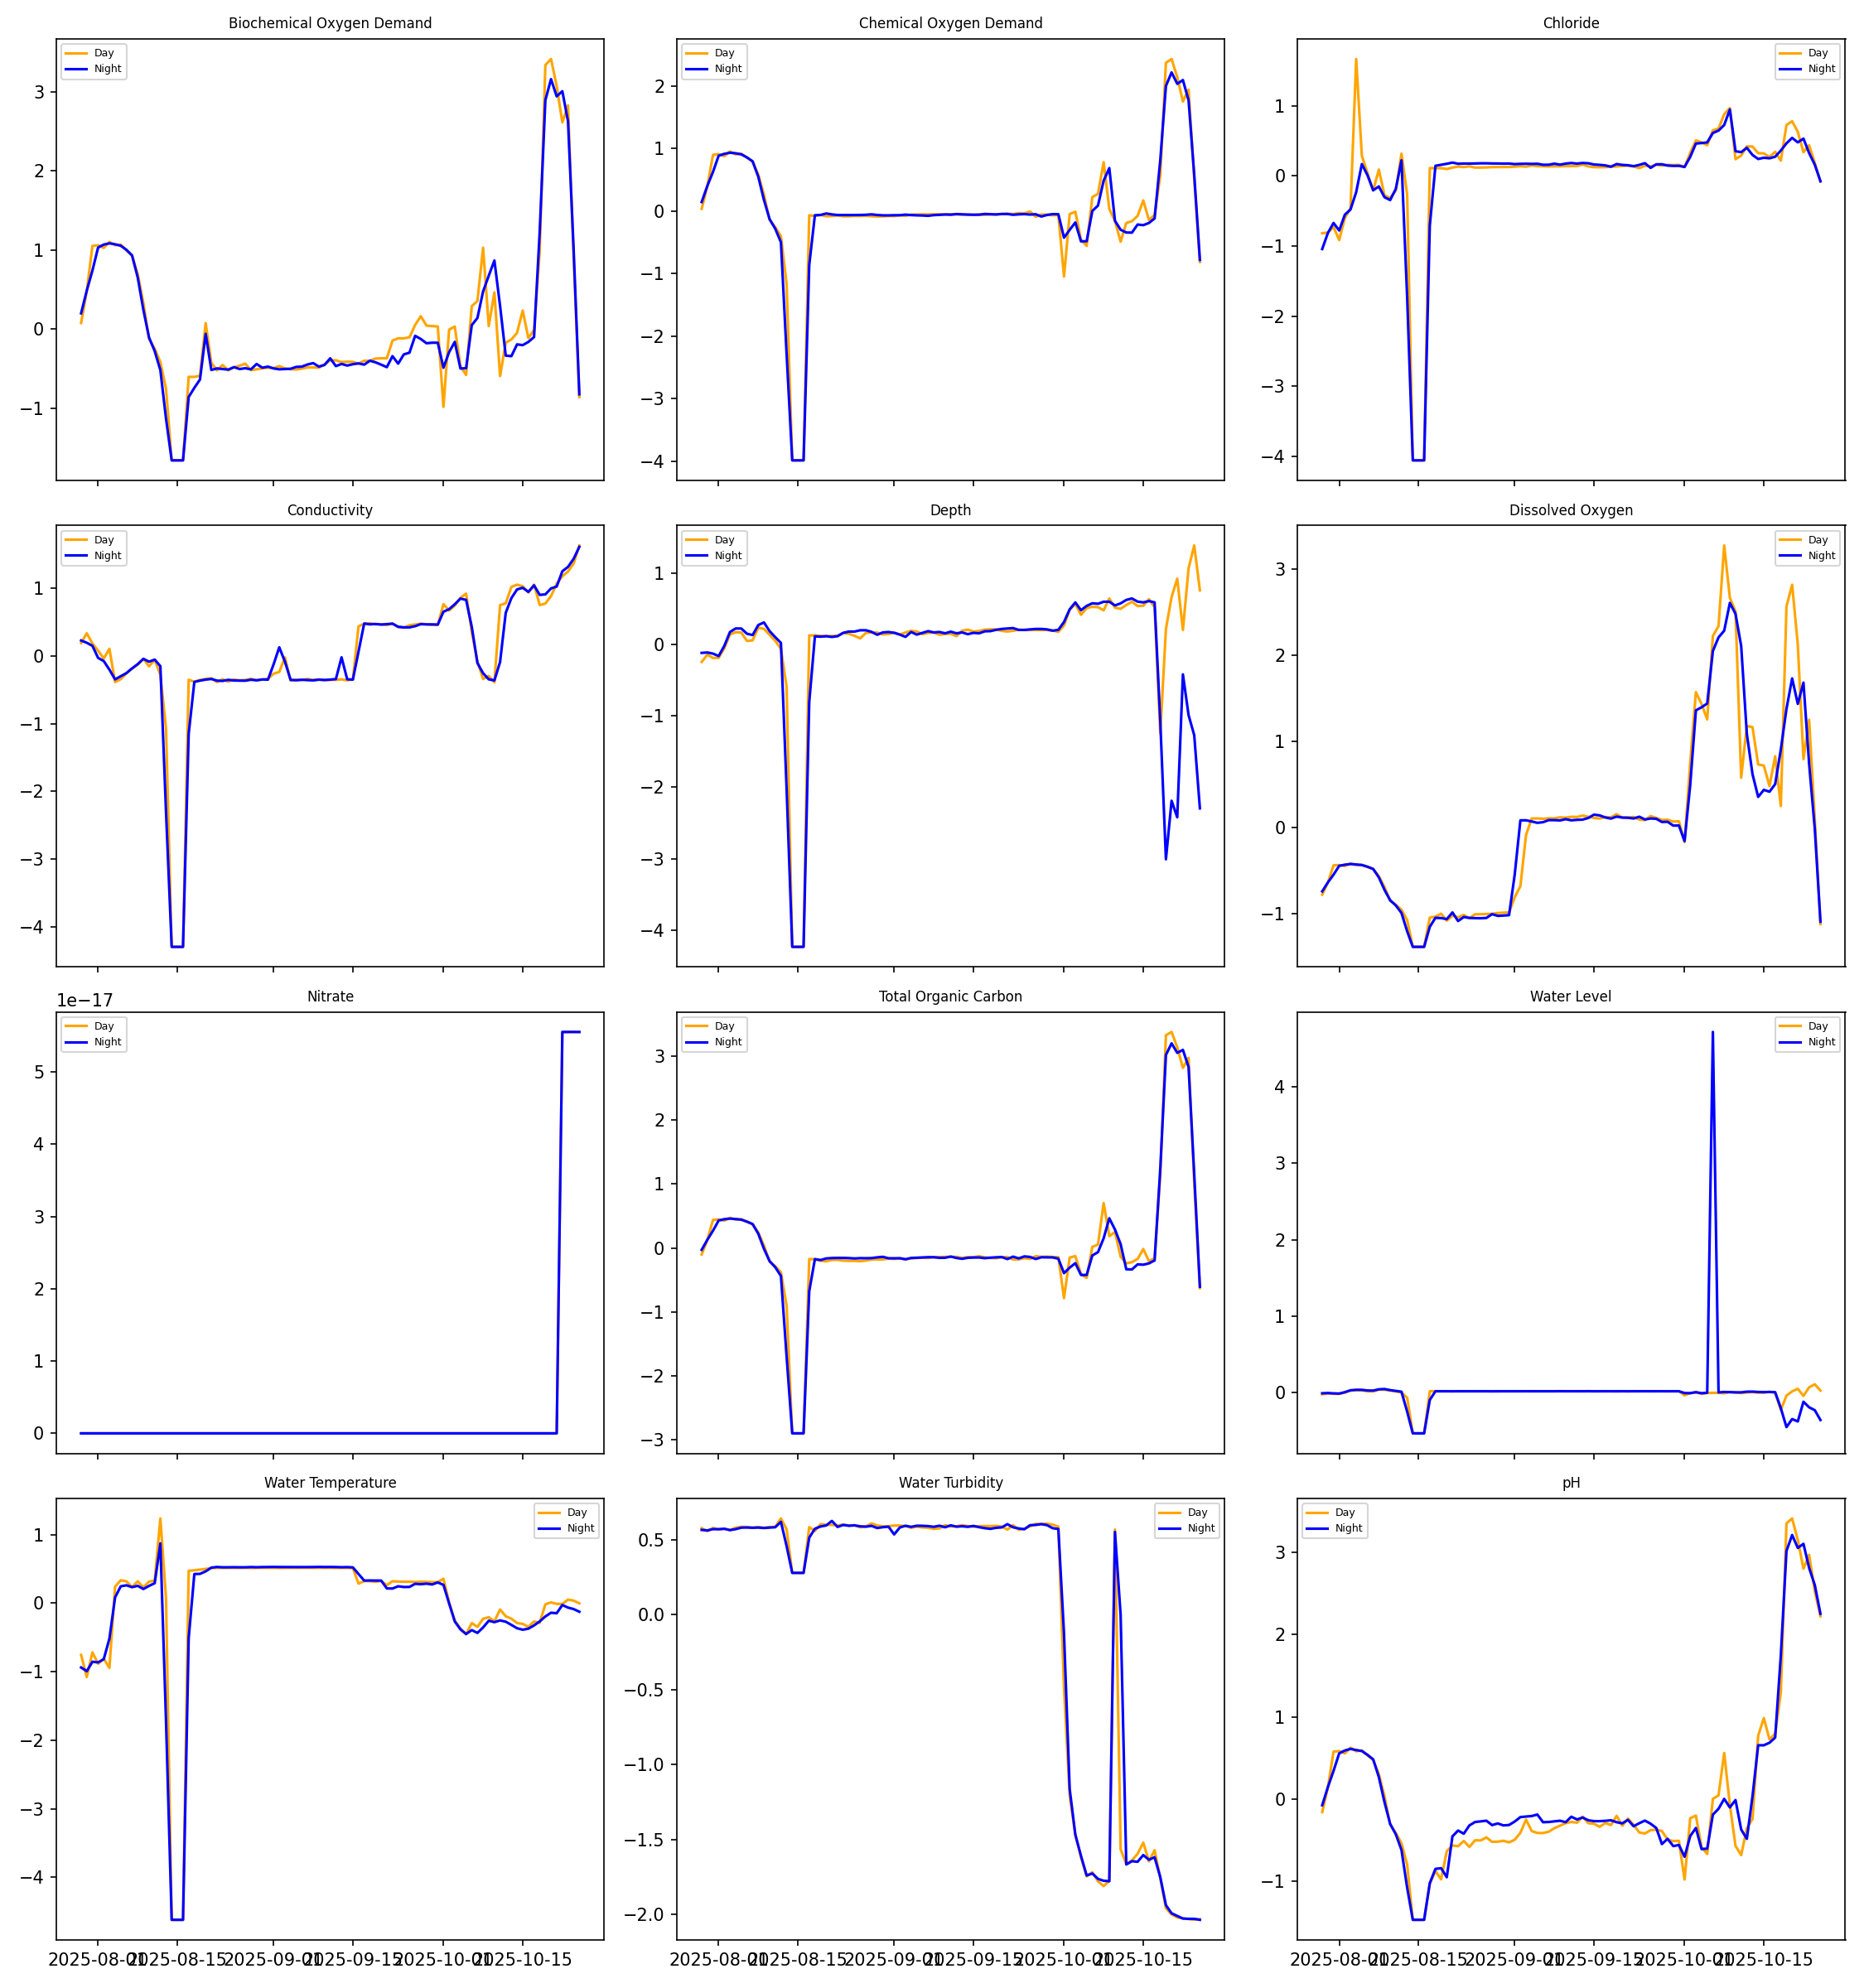 Biochemical Oxygen Demand
Chemical Oxygen Demand
Chloride
Day
Night
Day
Night
Day
Night
3
2
1
0
−1
2
1
0
−1
−2
−3
−4
1
0
−1
−2
−3
−4
Conductivity
Depth
Dissolved Oxygen
Day
Night
Day
Night
Day
Night
1
0
−1
−2
−3
−4
1
0
−1
−2
−3
−4
3
2
1
0
−1
1e−17
Nitrate
Total Organic Carbon
Water Level
Day
Night
Day
Night
Day
Night
5
4
3
2
1
0
3
2
1
0
−1
−2
−3
4
3
2
1
0
Water Temperature
Water Turbidity
pH
Day
Night
Day
Night
Day
Night
1
0
−1
−2
−3
−4
0.5
0.0
−0.5
−1.0
−1.5
−2.0
3
2
1
0
−1
2025-08-01 2025-08-15 2025-09-01 2025-09-15 2025-10-01 2025-10-15
2025-08-01 2025-08-15 2025-09-01 2025-09-15 2025-10-01 2025-10-15
2025-08-01 2025-08-15 2025-09-01 2025-09-15 2025-10-01 2025-10-15